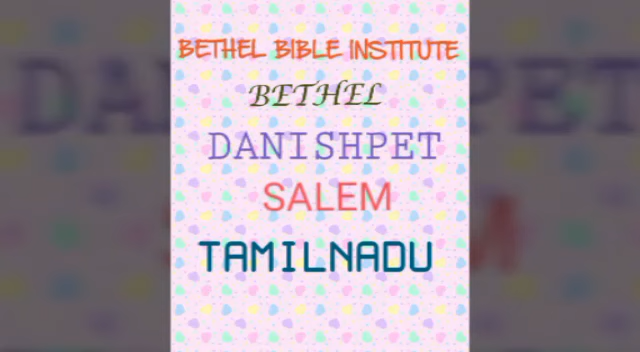 BETHEL BIBLE INSTITUTE
BETHEL
DANISHPET
SALEM
TAMILNADU